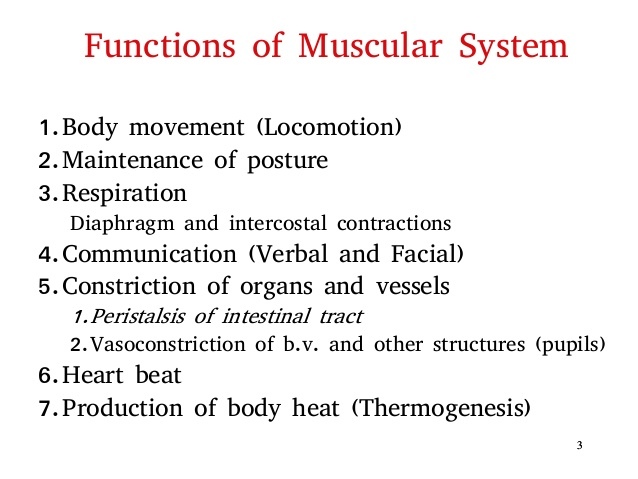 Functions of Muscular System
1. Body movement (Locomotion)
2. Maintenance of posture
3. Respiration
Diaphragm and intercostal contractions
4. Communication (Verbal and Facial)
5. Constriction of organs and vessels
1. Peristalsis of intestinal tract
2. Vasoconstriction of b.v. and other structures (pupils)
6. Heart beat
7. Production of body heat (Thermogenesis)
3